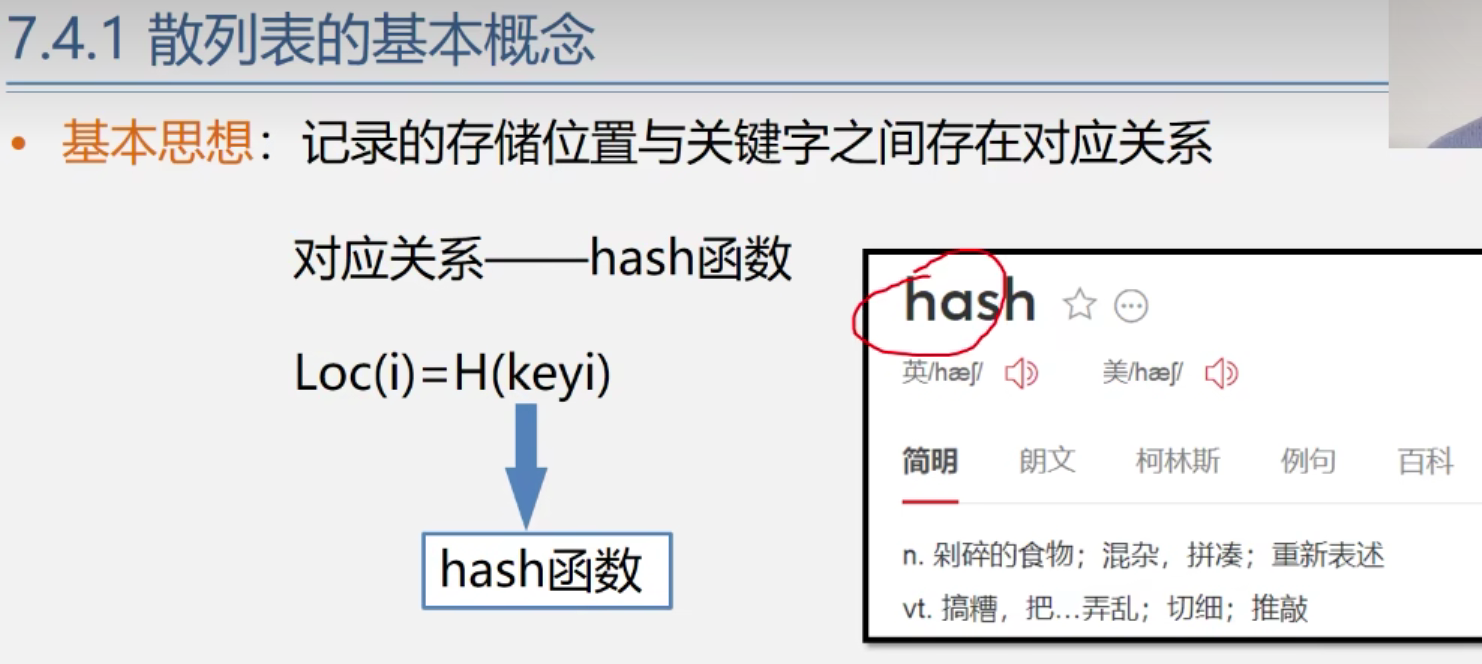 7.4.1 散列表的基本概念
• 基本思想：记录的存储位置与关键字之间存在对应关系
对应关系——hash函数
Loc(i)=H(keyi)
hash函数
hash
英/hæʃ/ 美/hæʃ/
简明 朗文 柯林斯 例句 百科
n. 剁碎的食物；混杂，拼凑；重新表述
vt. 搞糟，把…弄乱；切细；推敲